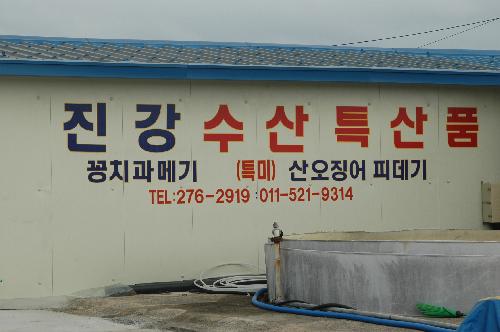 진강 수산특산품
꽁치과메기 (특미) 산오징어 피데기
TEL:276-2919 011-521-9314